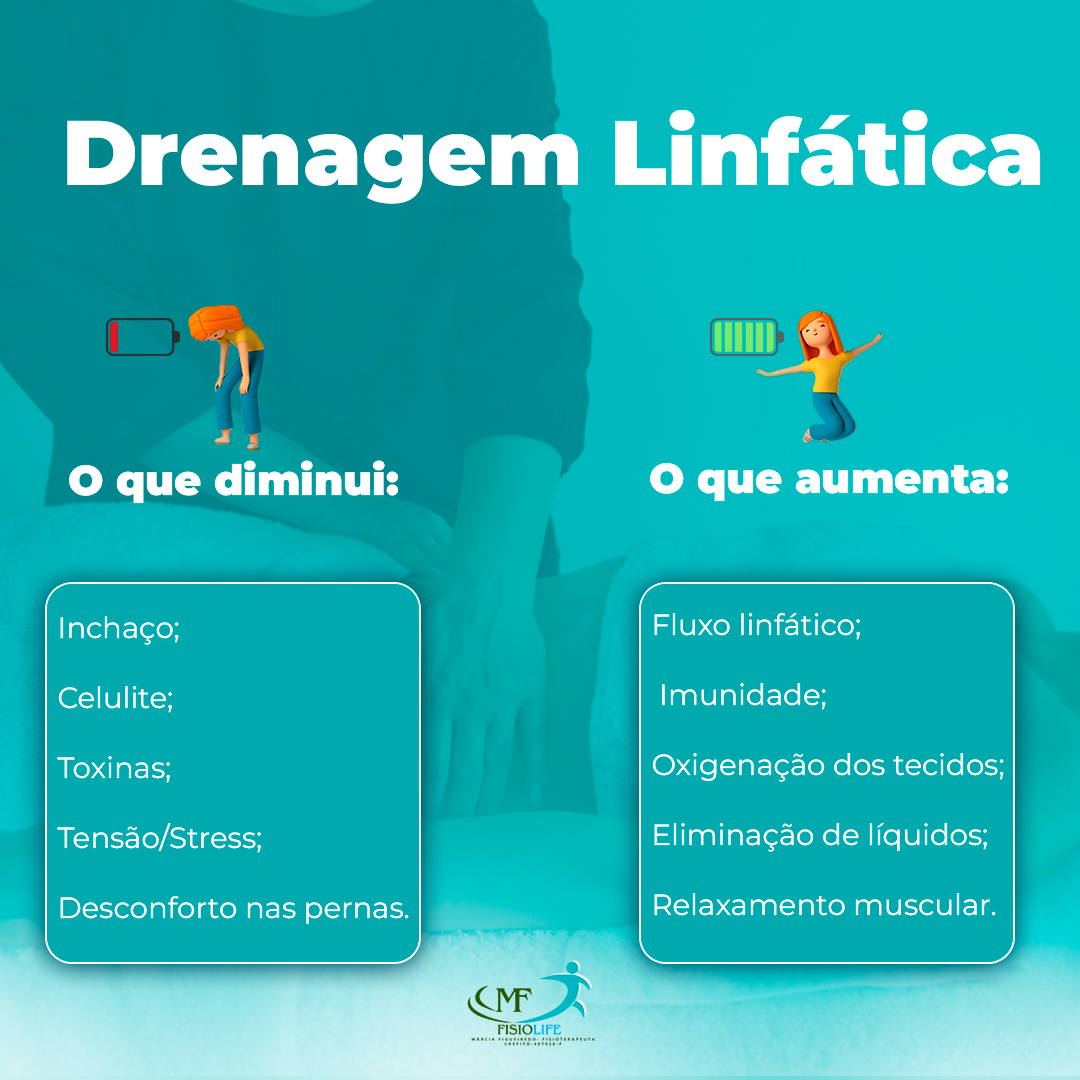 Drenagem Linfática
O que diminui:
Inchaço;
Celulite;
Toxinas;
Tensão/Stress;
Desconforto nas pernas.
O que aumenta:
Fluxo linfático;
Imunidade;
Oxigenação dos tecidos;
Eliminação de líquidos;
Relaxamento muscular.
MF
FISIOLIFE
MÁRCIA FIGUEIREDO- FISIOTERAPEUTA